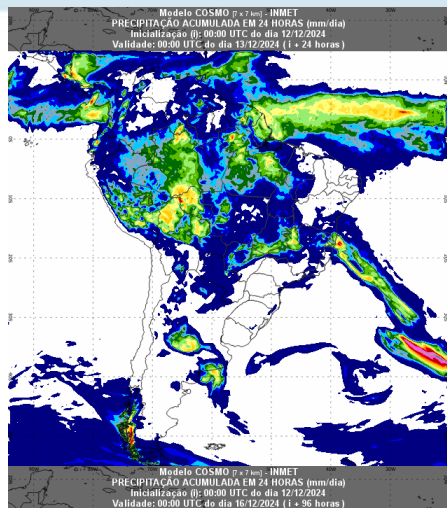 Modelo COSMO [7 x 7 km] - INMET
PRECIPITAÇÃO ACUMULADA EM 24 HORAS (mm/dia)
Inicialização (i): 00:00 UTC do dia 12/12/2024
Validade: 00:00 UTC do dia 13/12/2024 ( i + 24 horas )
Modelo COSMO [7 x 7 km] - INMET
PRECIPITAÇÃO ACUMULADA EM 24 HORAS (mm/dia)
Inicialização (i): 00:00 UTC do dia 12/12/2024
Validade: 00:00 UTC do dia 16/12/2024 ( i + 96 horas )